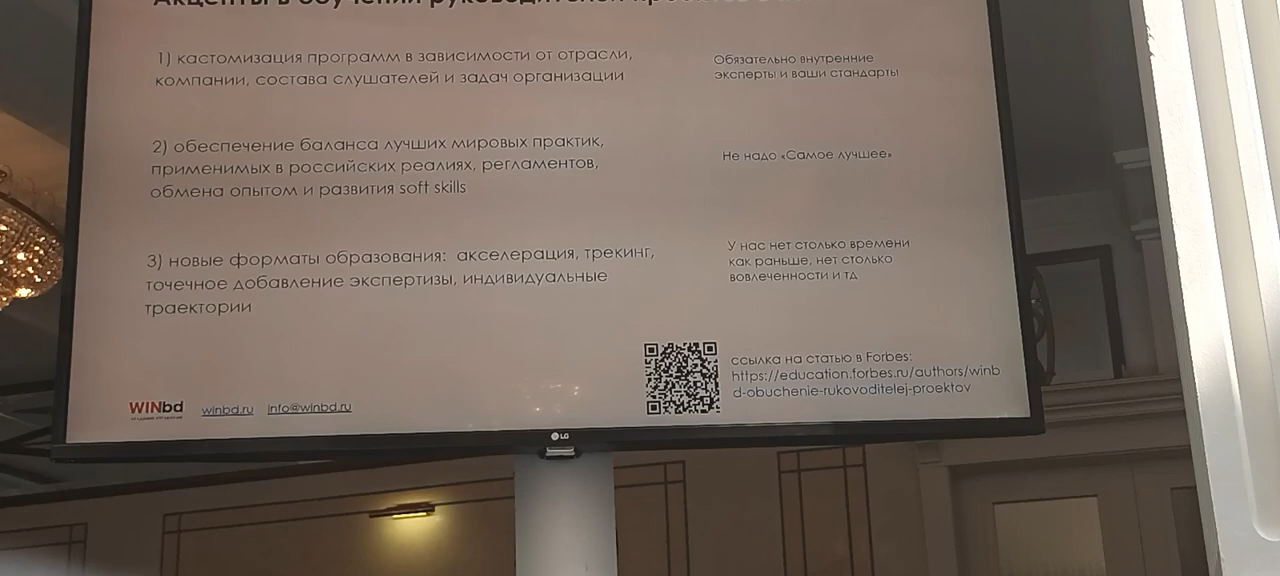 Акценты в обучении руководителей
1) кастомизация программ в зависимости от отрасли,
компании, состава слушателей и задач организации
Обязательно внутренние
эксперты и ваши стандарты
2) обеспечение баланса лучших мировых практик,
применимых в российских реалиях, регламентов,
обмена опытом и развития soft skills
Не надо «Самое лучшее»
3) новые форматы образования: акселерация, трекинг,
точечное добавление экспертизы, индивидуальные
траектории
У нас нет столько времени
как раньше, нет столько
вовлеченности и тд
ссылка на статью в Forbes:
https://education.forbes.ru/authors/winb
d-obuchenie-rukovoditelej-proektov
WINbd
winbd.ru info@winbd.ru
LG